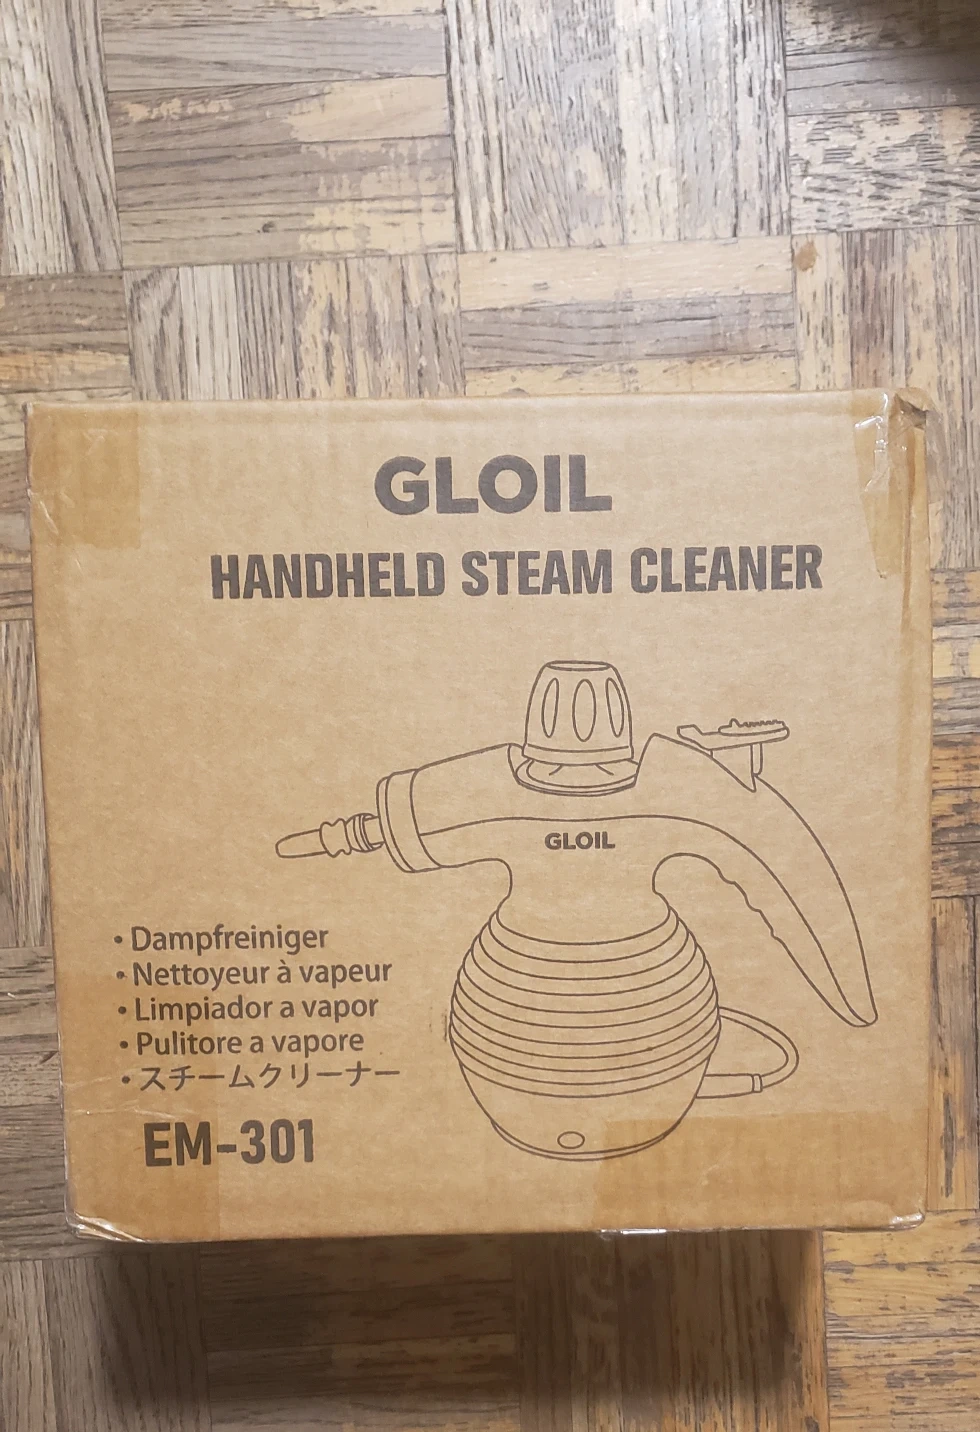 GLOIL
HANDHELD STEAM CLEANER
GLOIL
• Dampfreiniger
• Nettoyeur à vapeur
• Limpiador a vapor
• Pulitore a vapore
• スチームクリーナー
EM-301